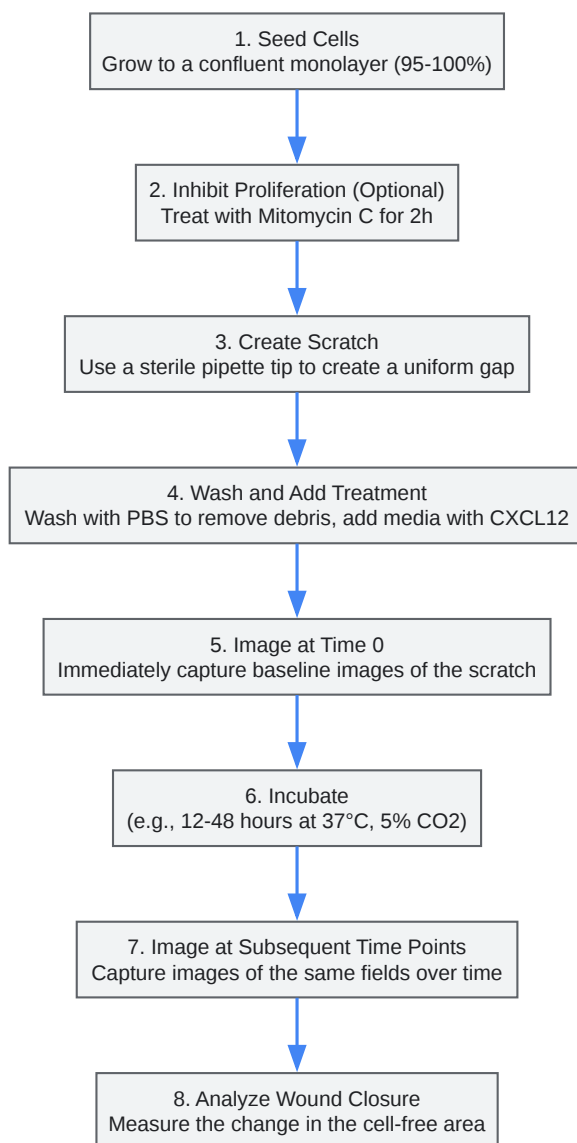 1. Seed Cells
Grow to a confluent monolayer (95-100%)
2. Inhibit Proliferation (Optional)
Treat with Mitomycin C for 2h
3. Create Scratch
Use a sterile pipette tip to create a uniform gap
4. Wash and Add Treatment
Wash with PBS to remove debris, add media with CXCL12
5. Image at Time 0
Immediately capture baseline images of the scratch
6. Incubate
(e.g., 12-48 hours at 37°C, 5% CO2)
7. Image at Subsequent Time Points
Capture images of the same fields over time
8. Analyze Wound Closure
Measure the change in the cell-free area